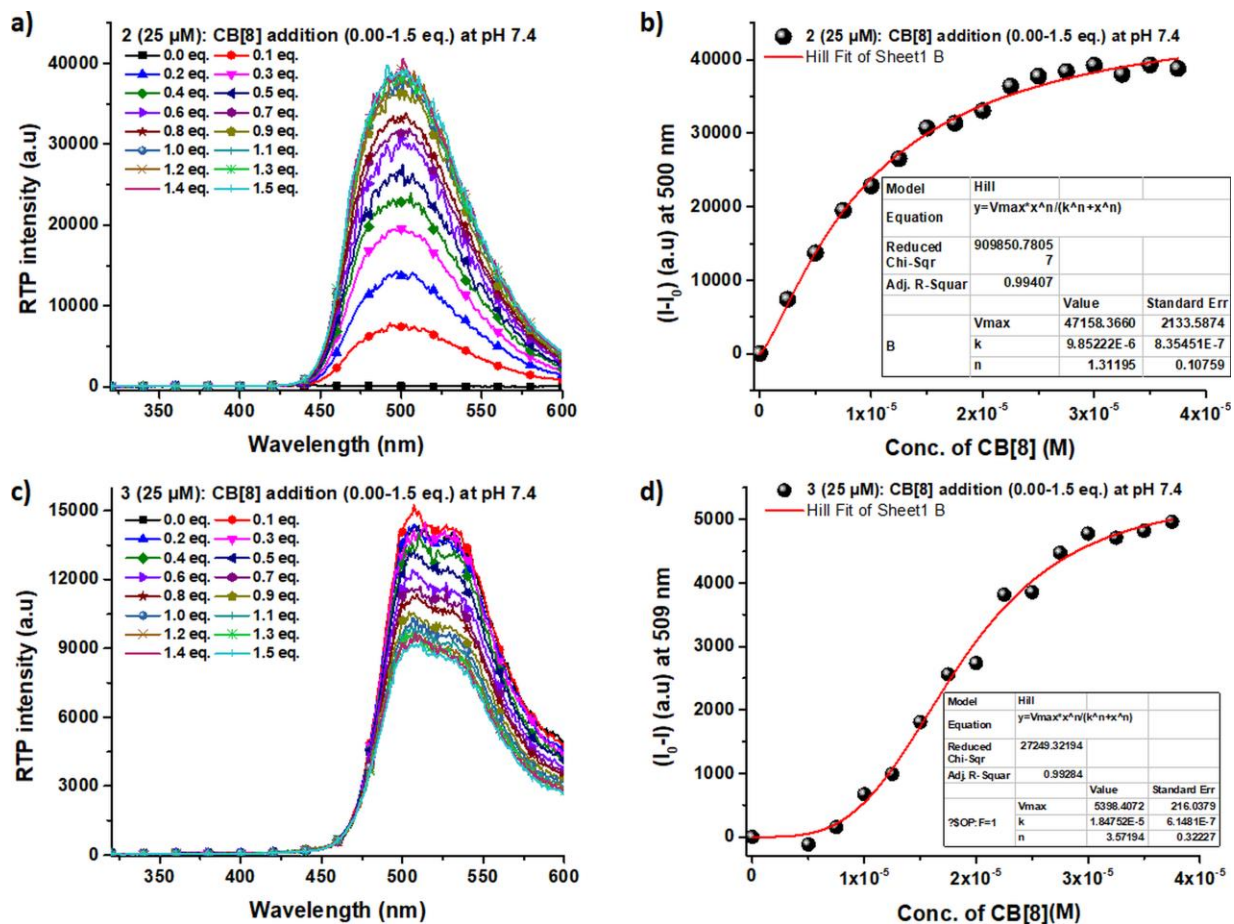 a)
2 (25 µM): CB[8] addition (0.00-1.5 eq.) at pH 7.4
0.0 eq. 0.1 eq.
0.2 eq. 0.3 eq.
0.4 eq. 0.5 eq.
0.6 eq. 0.7 eq.
0.8 eq. 0.9 eq.
1.0 eq. 1.1 eq.
1.2 eq. 1.3 eq.
1.4 eq. 1.5 eq.
RTP intensity (a.u)
40000
30000
20000
10000
0
350 400 450 500 550 600
Wavelength (nm)
b)
2 (25 µM): CB[8] addition (0.00-1.5 eq.) at pH 7.4
Hill Fit of Sheet1 B
(I-I₀) (a.u) at 500 nm
40000
30000
20000
10000
0
Model Hill
Equation y=Vmax*x^n/(k^n+x^n)
Reduced Chi-Sqr 909850.7805
7
Adj. R-Squar 0.99407
Value Standard Err
B Vmax 47158.3660 2133.5874
k 9.85222E-6 8.35451E-7
n 1.31195 0.10759
0 1x10⁻⁵ 2x10⁻⁵ 3x10⁻⁵ 4x10⁻⁵
Conc. of CB[8] (M)
c)
3 (25 µM): CB[8] addition (0.00-1.5 eq.) at pH 7.4
0.0 eq. 0.1 eq.
0.2 eq. 0.3 eq.
0.4 eq. 0.5 eq.
0.6 eq. 0.7 eq.
0.8 eq. 0.9 eq.
1.0 eq. 1.1 eq.
1.2 eq. 1.3 eq.
1.4 eq. 1.5 eq.
RTP intensity (a.u)
15000
12000
9000
6000
3000
0
350 400 450 500 550 600
Wavelength (nm)
d)
3 (25 µM): CB[8] addition (0.00-1.5 eq.) at pH 7.4
Hill Fit of Sheet1 B
(I₀-I) (a.u) at 509 nm
5000
4000
3000
2000
1000
0
Model Hill
Equation y=Vmax*x^n/(k^n+x^n)
Reduced Chi-Sqr 27249.32194
Adj. R-Squar 0.99284
Value Standard Err
?$OP:F=1 Vmax 5398.4072 216.0379
k 1.84752E-5 6.1481E-7
n 3.57194 0.32227
0 1x10⁻⁵ 2x10⁻⁵ 3x10⁻⁵ 4x10⁻⁵
Conc. of CB[8](M)